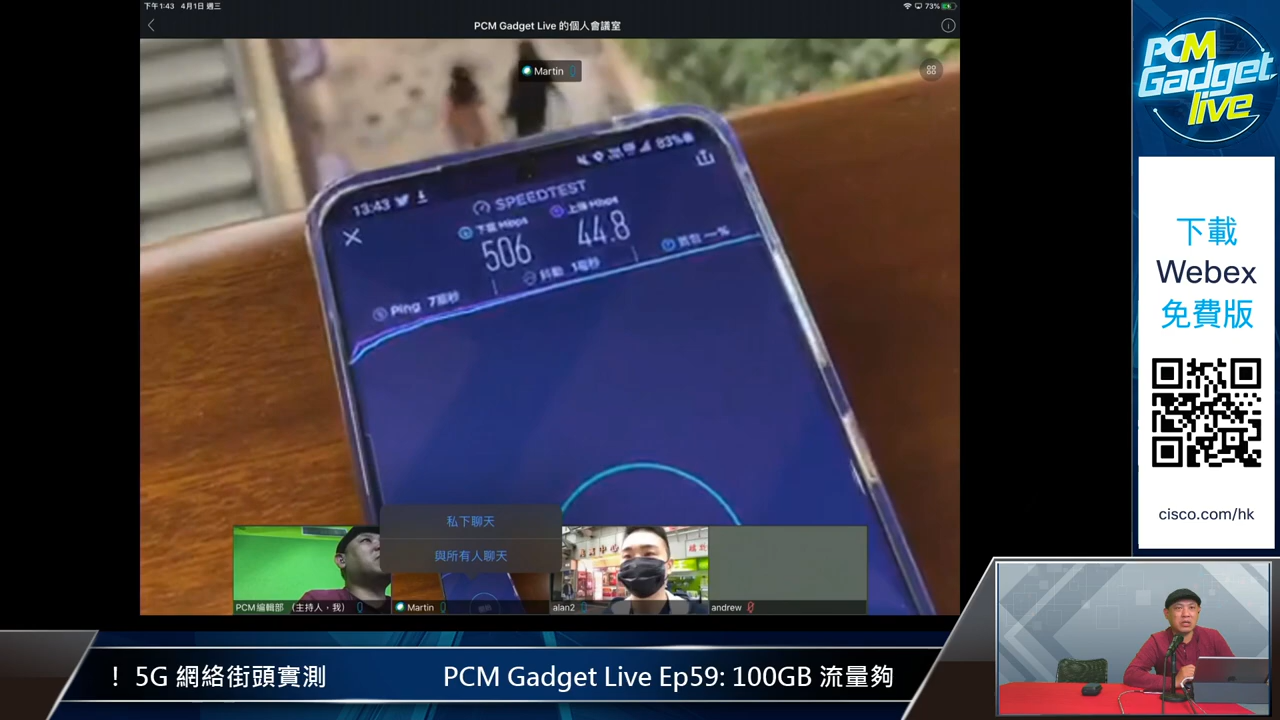 下午1:43 4月1日 週三
73%
PCM Gadget Live 的個人會議室
Martin
83%
13:43
SPEEDTEST
下載 Mbps
上傳 Mbps
506
44.8
Ping 7毫秒
抖動 1毫秒
丟包 —%
私下聊天
與所有人聊天
PCM 編輯部 （主持人，我）
Martin
alan2
andrew
PCM
Gadget
live
下載
Webex
免費版
cisco.com/hk
！ 5G 網絡街頭實測
PCM Gadget Live Ep59: 100GB 流量夠